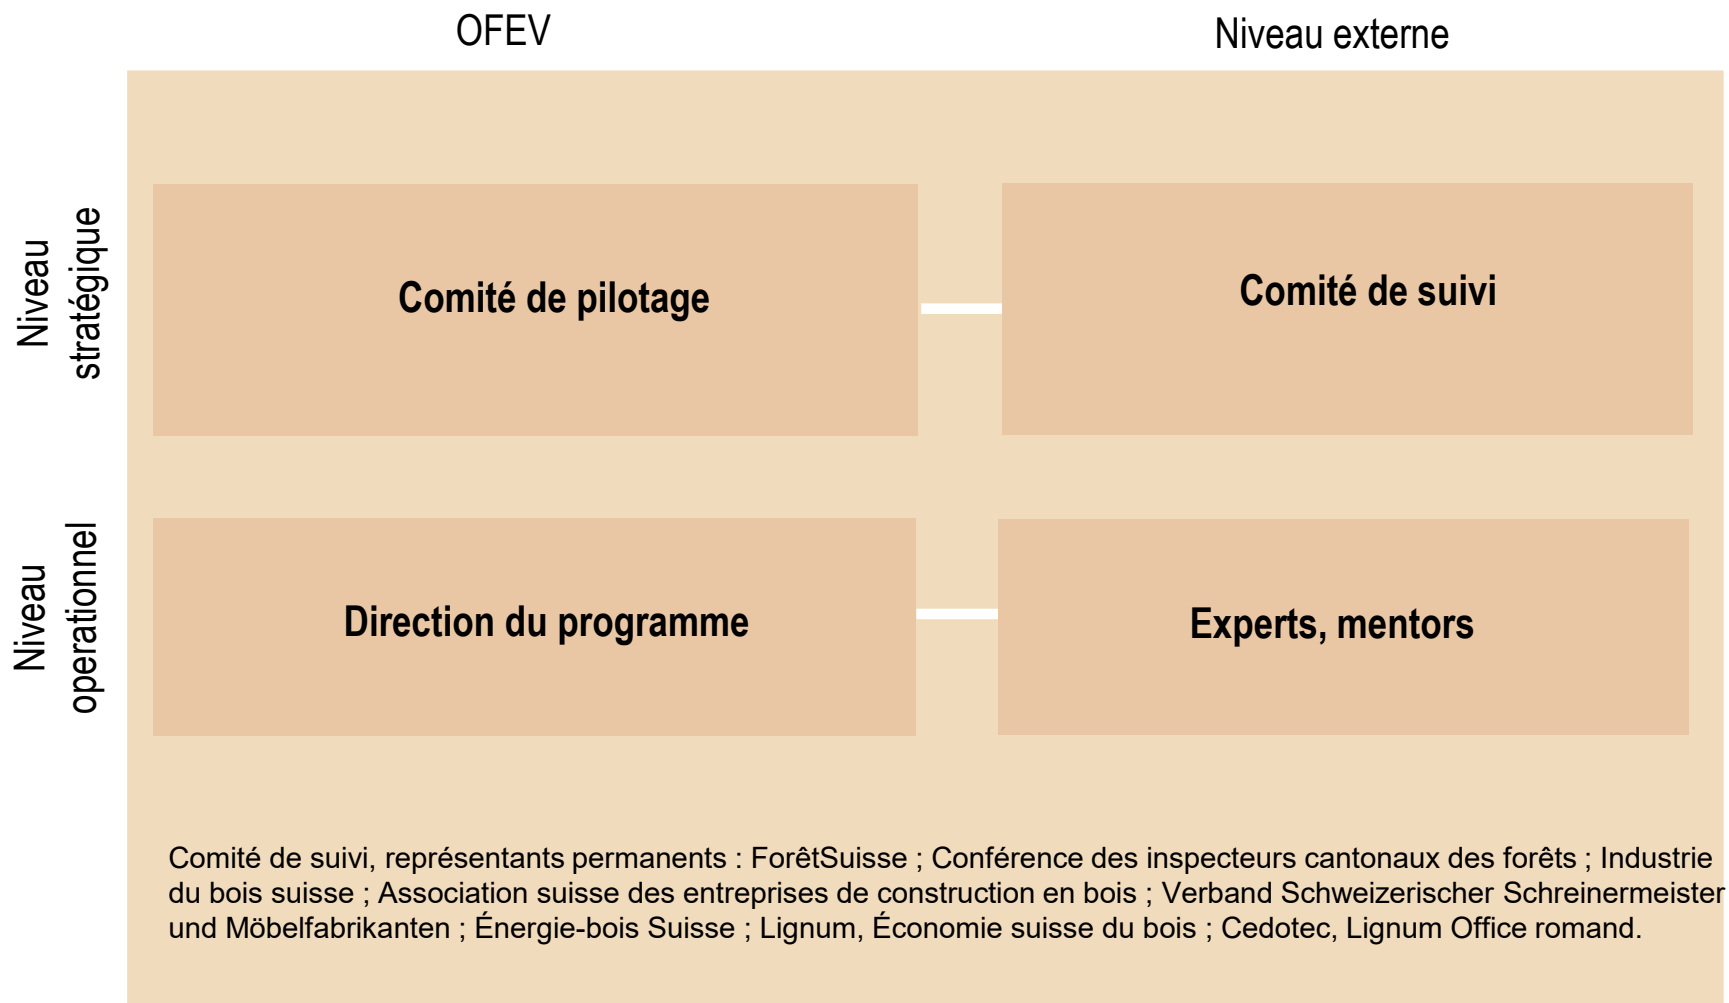 OFEV
Niveau externe
Niveau
stratégique
Comité de pilotage
Comité de suivi
Niveau
operationnel
Direction du programme
Experts, mentors
Comité de suivi, représentants permanents : ForêtSuisse ; Conférence des inspecteurs cantonaux des forêts ; Industrie
du bois suisse ; Association suisse des entreprises de construction en bois ; Verband Schweizerischer Schreinermeister
und Möbelfabrikanten ; Énergie-bois Suisse ; Lignum, Économie suisse du bois ; Cedotec, Lignum Office romand.